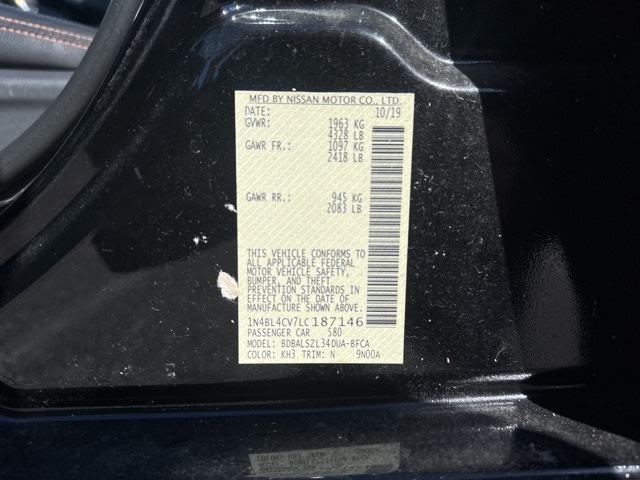 MFD BY NISSAN MOTOR CO., LTD.
DATE: 10/19
GVWR: 1963 KG
4328 LB
GAWR FR.: 1097 KG
2418 LB
GAWR RR.: 945 KG
2083 LB
THIS VEHICLE CONFORMS TO
ALL APPLICABLE FEDERAL
MOTOR VEHICLE SAFETY,
BUMPER, AND THEFT
PREVENTION STANDARDS IN
EFFECT ON THE DATE OF
MANUFACTURE SHOWN ABOVE.
1N4BL4CV7LC187146
PASSENGER CAR S80
MODEL: BDBALSZL34DUA-BFCA
COLOR: KH3 TRIM: N 9N00A